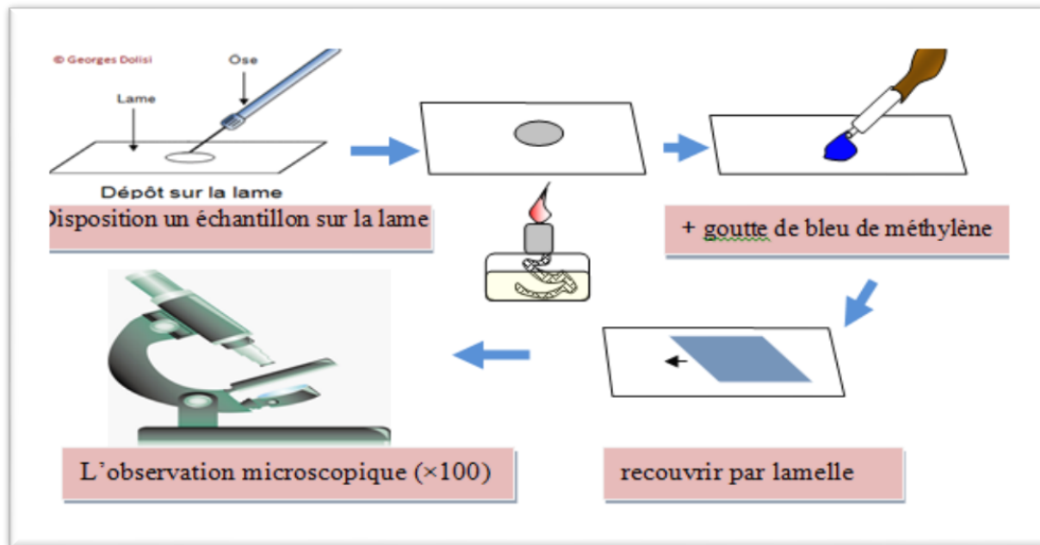 © Georges Dolisi
Ose
Lame
Dépôt sur la lame
Disposition un échantillon sur la lame
+ goutte de bleu de méthylène
L'observation microscopique (×100)
recouvrir par lamelle